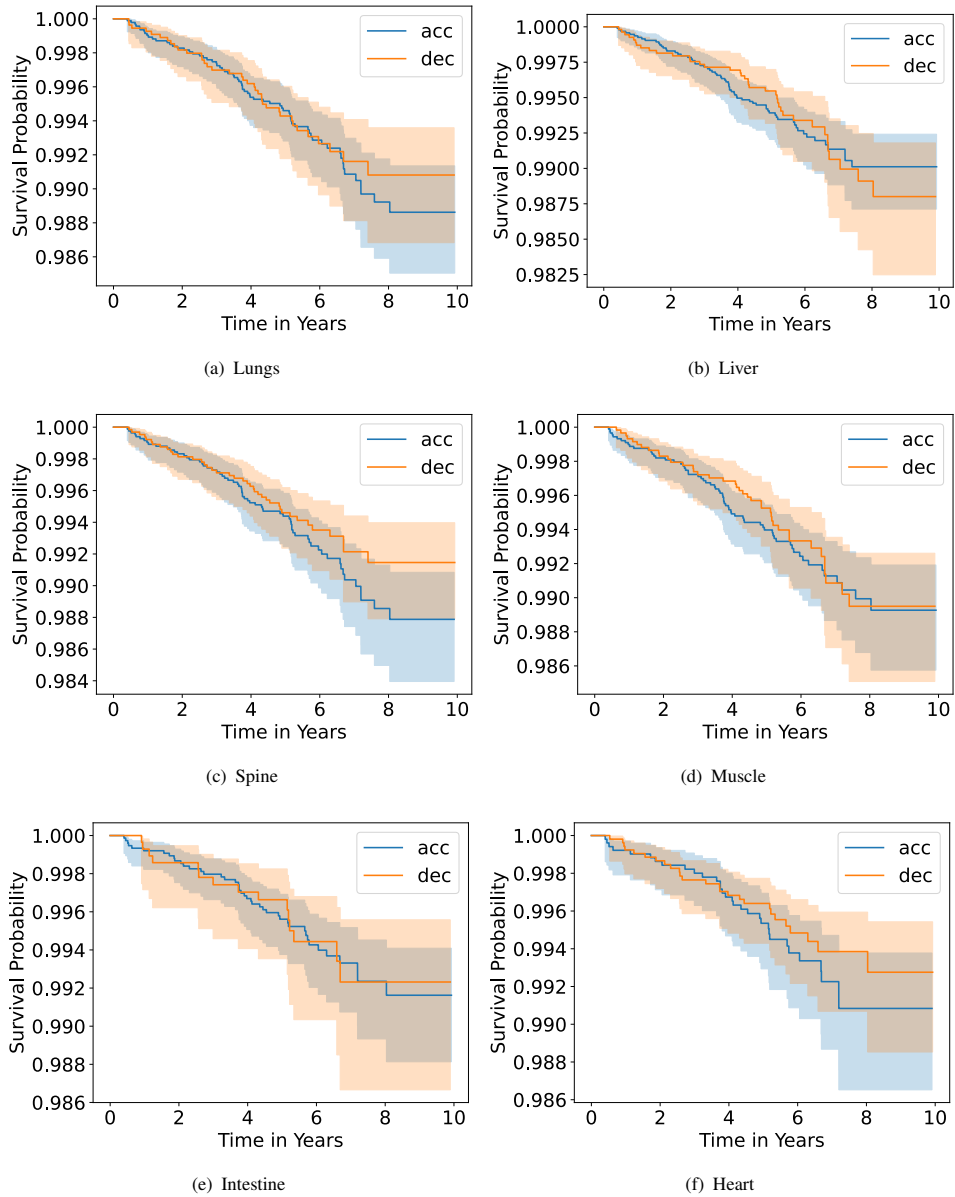 1.000
0.998
0.996
0.994
0.992
0.990
0.988
0.986
Survival Probability
acc
dec
0 2 4 6 8 10
Time in Years
(a) Lungs
1.0000
0.9975
0.9950
0.9925
0.9900
0.9875
0.9850
0.9825
Survival Probability
acc
dec
0 2 4 6 8 10
Time in Years
(b) Liver
1.000
0.998
0.996
0.994
0.992
0.990
0.988
0.986
0.984
Survival Probability
acc
dec
0 2 4 6 8 10
Time in Years
(c) Spine
1.000
0.998
0.996
0.994
0.992
0.990
0.988
0.986
Survival Probability
acc
dec
0 2 4 6 8 10
Time in Years
(d) Muscle
1.000
0.998
0.996
0.994
0.992
0.990
0.988
0.986
Survival Probability
acc
dec
0 2 4 6 8 10
Time in Years
(e) Intestine
1.000
0.998
0.996
0.994
0.992
0.990
0.988
0.986
Survival Probability
acc
dec
0 2 4 6 8 10
Time in Years
(f) Heart